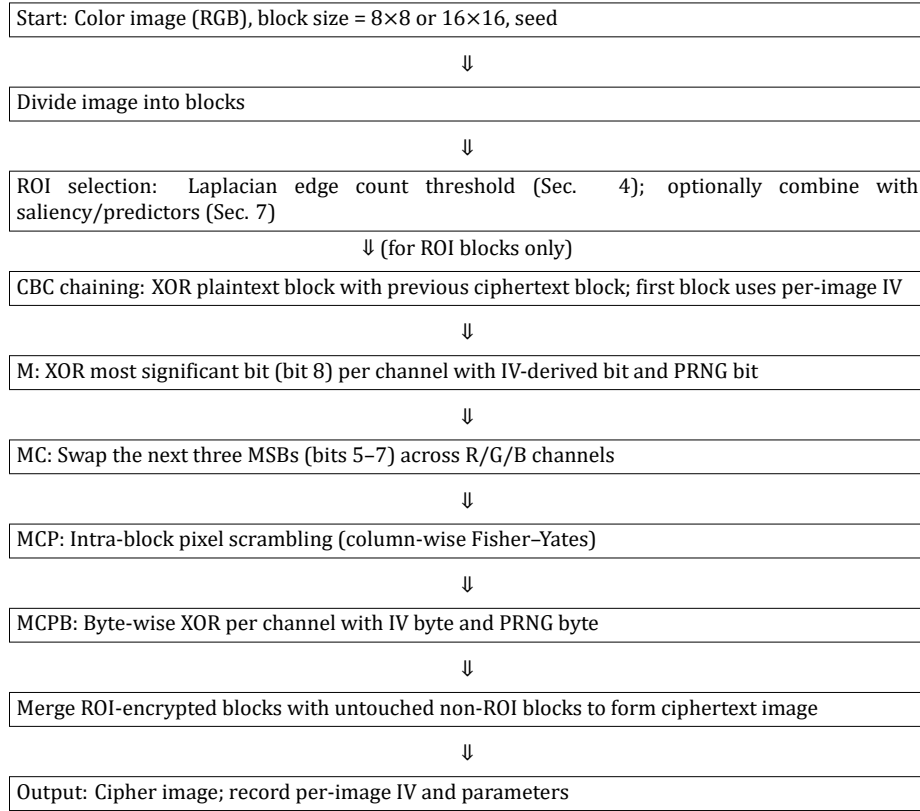 Start: Color image (RGB), block size = 8×8 or 16×16, seed
⇓
Divide image into blocks
⇓
ROI selection: Laplacian edge count threshold (Sec. 4); optionally combine with
saliency/predictors (Sec. 7)
⇓ (for ROI blocks only)
CBC chaining: XOR plaintext block with previous ciphertext block; first block uses per-image IV
⇓
M: XOR most significant bit (bit 8) per channel with IV-derived bit and PRNG bit
⇓
MC: Swap the next three MSBs (bits 5–7) across R/G/B channels
⇓
MCP: Intra-block pixel scrambling (column-wise Fisher–Yates)
⇓
MCPB: Byte-wise XOR per channel with IV byte and PRNG byte
⇓
Merge ROI-encrypted blocks with untouched non-ROI blocks to form ciphertext image
⇓
Output: Cipher image; record per-image IV and parameters